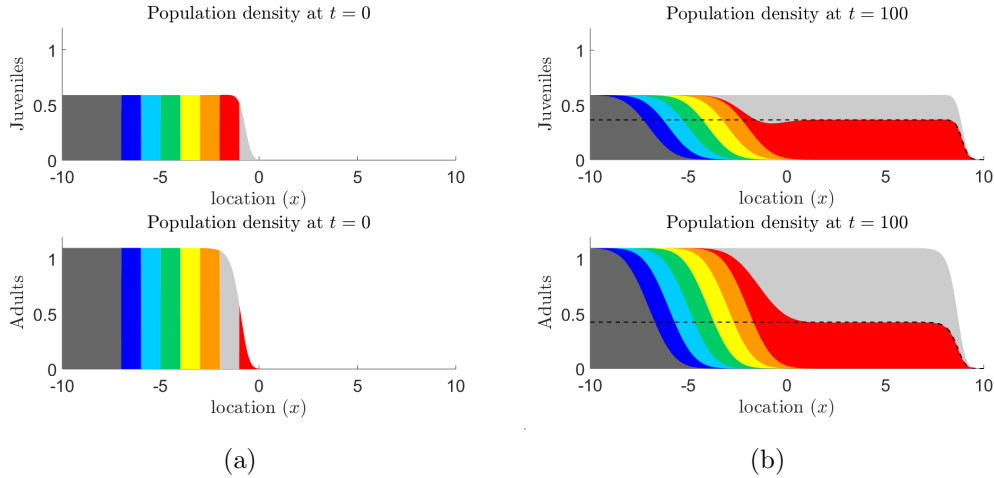 Population density at t = 0
Juveniles
1
0.5
0
-10 -5 0 5 10
location (x)
Population density at t = 0
Adults
1
0.5
0
-10 -5 0 5 10
location (x)
(a)
Population density at t = 100
Juveniles
1
0.5
0
-10 -5 0 5 10
location (x)
Population density at t = 100
Adults
1
0.5
0
-10 -5 0 5 10
location (x)
(b)